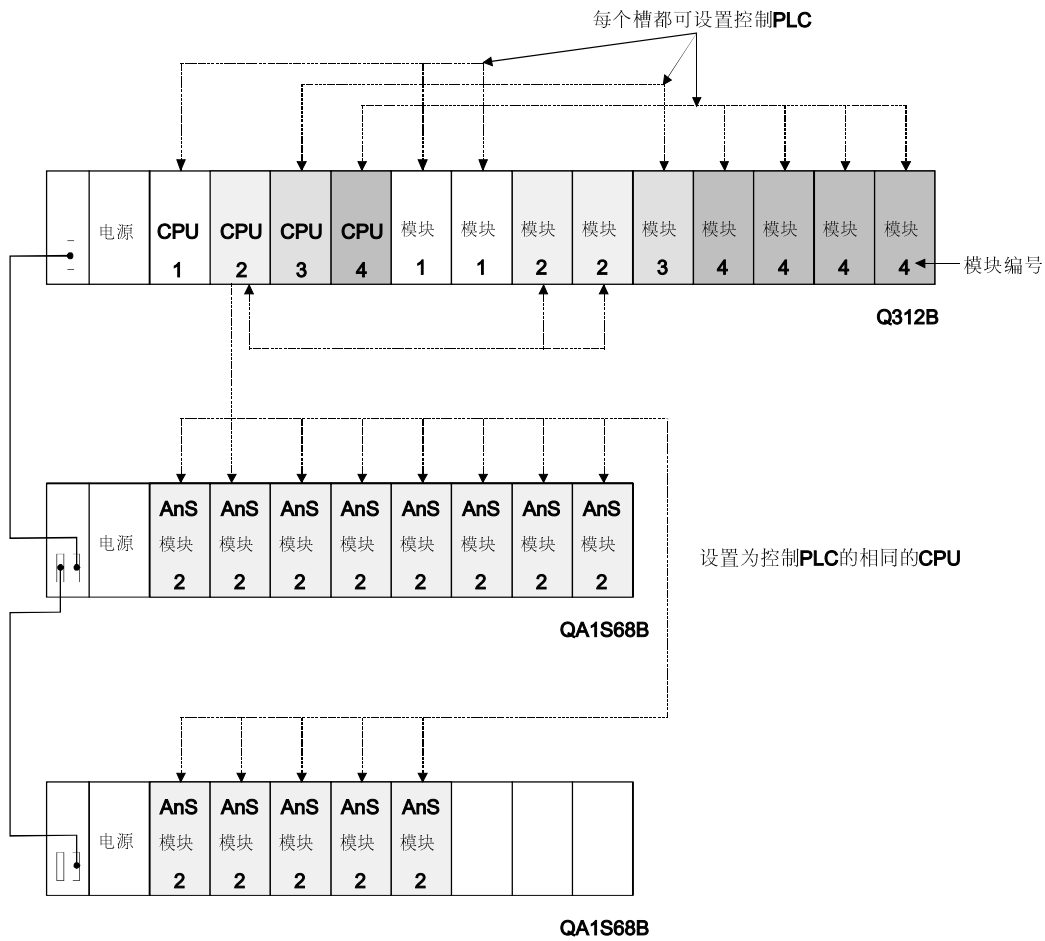 每个槽都可设置控制PLC
电源 CPU CPU CPU CPU 模块 模块 模块 模块 模块 模块 模块 模块 模块
1 2 3 4 1 1 2 2 3 4 4 4 4
模块编号
Q312B
AnS AnS AnS AnS AnS AnS AnS AnS
电源 模块 模块 模块 模块 模块 模块 模块 模块
2 2 2 2 2 2 2 2
设置为控制PLC的相同的CPU
QA1S68B
AnS AnS AnS AnS AnS
电源 模块 模块 模块 模块 模块
2 2 2 2 2
QA1S68B